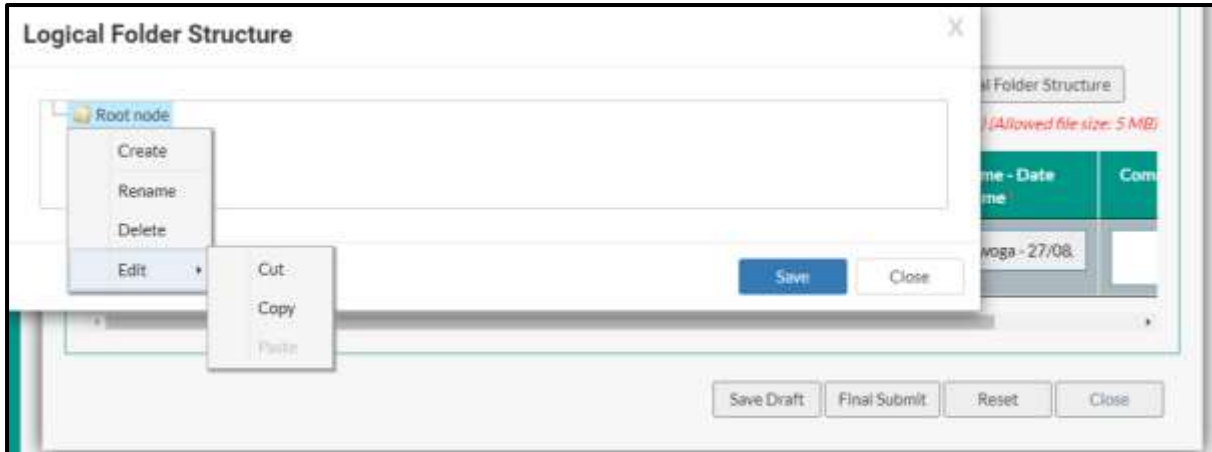 Logical Folder Structure
X
al Folder Structure
Root node
) (Allowed file size: 5 MB)
Create
Rename
Delete
Edit
Cut
Copy
Paste
me - Date
me
Com
woga - 27/08.
Save
Close
Save Draft
Final Submit
Reset
Close